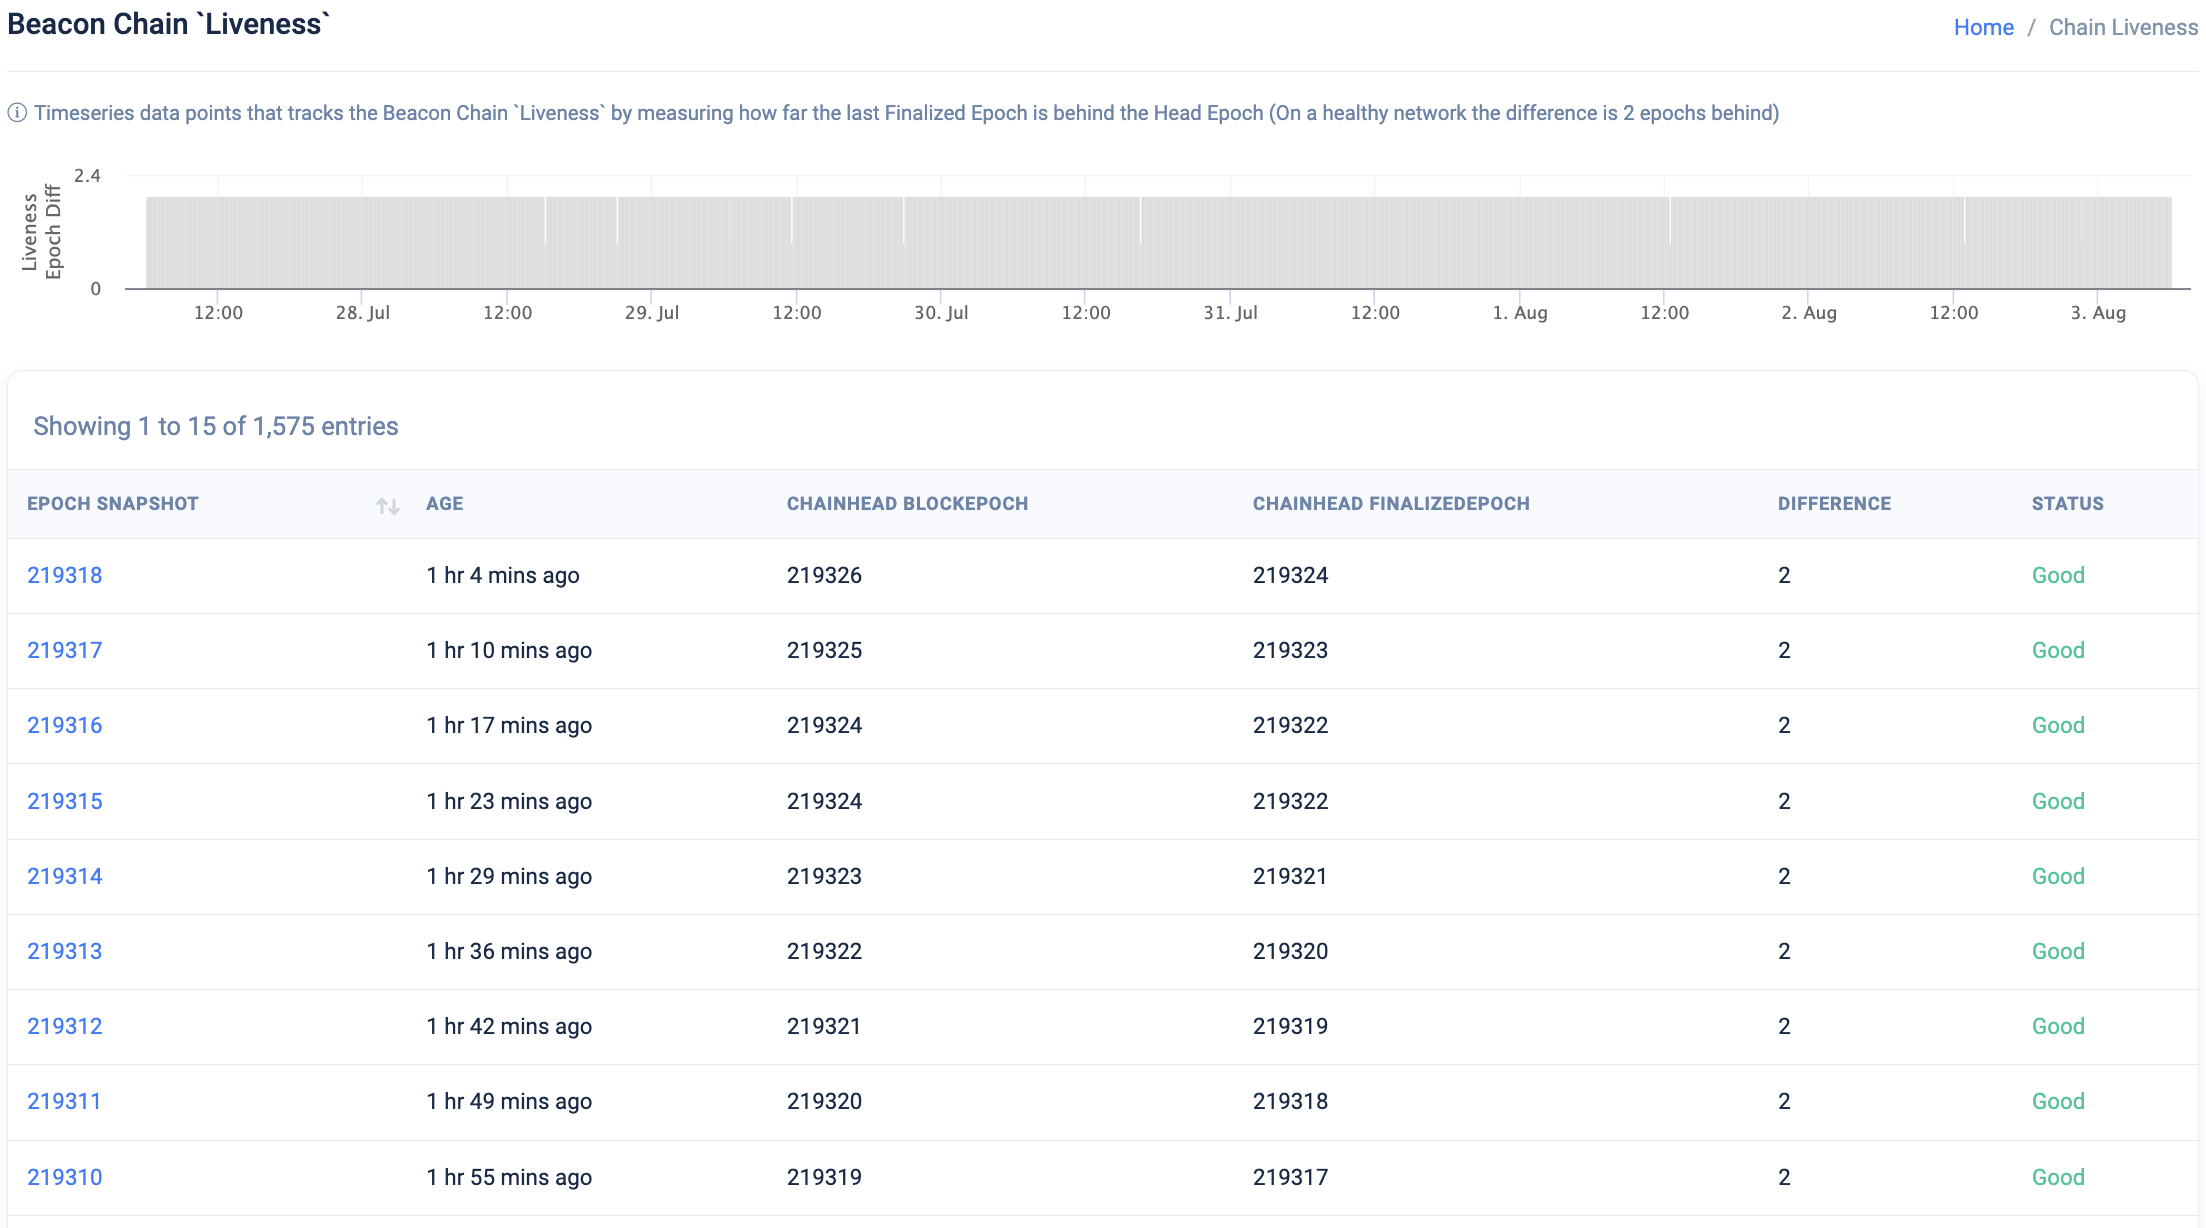 Beacon Chain `Liveness`
Home / Chain Liveness
Timeseries data points that tracks the Beacon Chain `Liveness` by measuring how far the last Finalized Epoch is behind the Head Epoch (On a healthy network the difference is 2 epochs behind)
Liveness
Epoch Diff
2.4
0
12:00 28. Jul 12:00 29. Jul 12:00 30. Jul 12:00 31. Jul 12:00 1. Aug 12:00 2. Aug 12:00 3. Aug
Showing 1 to 15 of 1,575 entries
EPOCH SNAPSHOT AGE CHAINHEAD BLOCKEPOCH CHAINHEAD FINALIZEDEPOCH DIFFERENCE STATUS
219318 1 hr 4 mins ago 219326 219324 2 Good
219317 1 hr 10 mins ago 219325 219323 2 Good
219316 1 hr 17 mins ago 219324 219322 2 Good
219315 1 hr 23 mins ago 219324 219322 2 Good
219314 1 hr 29 mins ago 219323 219321 2 Good
219313 1 hr 36 mins ago 219322 219320 2 Good
219312 1 hr 42 mins ago 219321 219319 2 Good
219311 1 hr 49 mins ago 219320 219318 2 Good
219310 1 hr 55 mins ago 219319 219317 2 Good